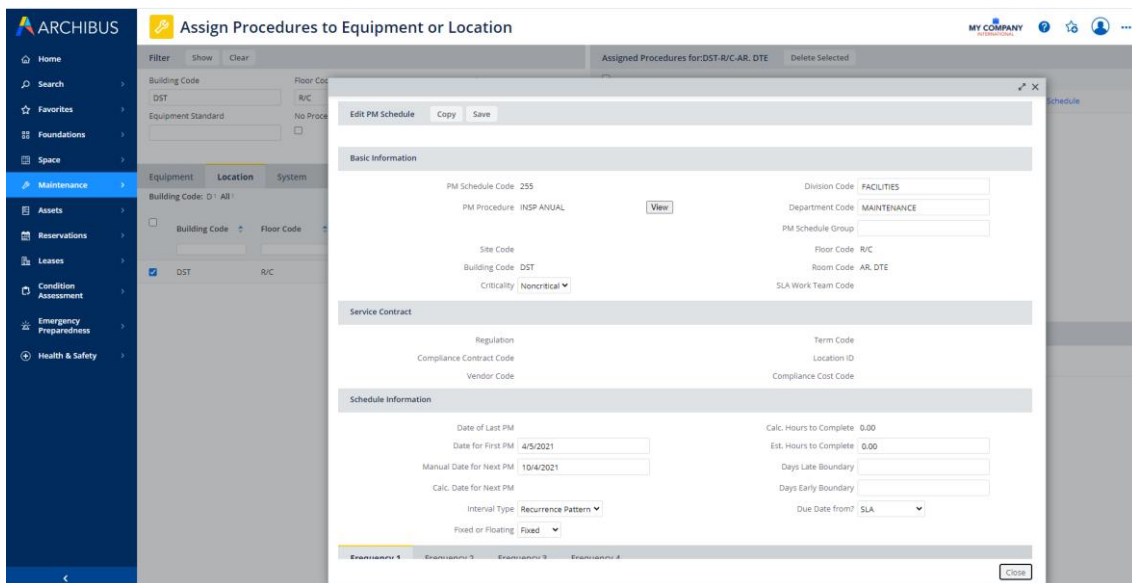 ARCHIBUS
Assign Procedures to Equipment or Location
MY COMPANY
INTERNATIONAL
Home
Search
Favorites
Foundations
Space
Maintenance
Assets
Reservations
Leases
Condition
Assessment
Emergency
Preparedness
Health & Safety
Filter Show Clear
Building Code
DST
R/C
Equipment Standard
Equipment Location System
Building Code: All
Building Code Floor Code
DST R/C
Assigned Procedures for:DST-R/C-AR. DTE Delete Selected
Schedule
Edit PM Schedule Copy Save
Basic Information
PM Schedule Code 255 Division Code FACILITIES
PM Procedure INSP ANUAL View Department Code MAINTENANCE
PM Schedule Group
Site Code Floor Code R/C
Building Code DST Room Code AR. DTE
Criticality Noncritical SLA Work Team Code
Service Contract
Regulation Term Code
Compliance Contract Code Location ID
Vendor Code Compliance Cost Code
Schedule Information
Date of Last PM Calc. Hours to Complete 0.00
Date for First PM 4/5/2021 Est. Hours to Complete 0.00
Manual Date for Next PM 10/4/2021 Days Late Boundary
Calc. Date for Next PM Days Early Boundary
Interval Type Recurrence Pattern Due Date from? SLA
Fixed or Floating Fixed
Frequency 1 Frequency 2 Frequency 3 Frequency 4
Close